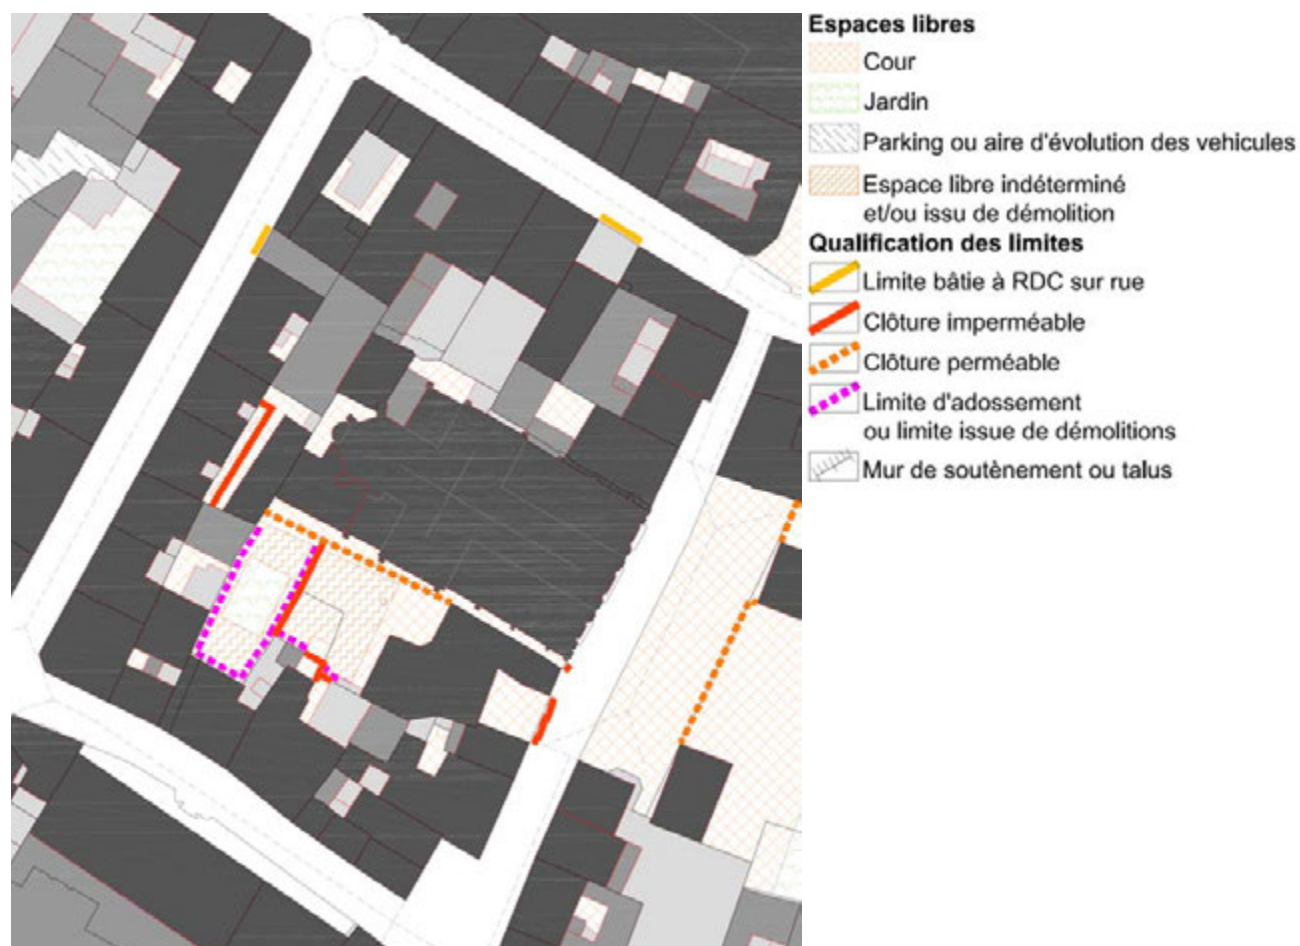 Espaces libres
Cour
Jardin
Parking ou aire d'évolution des vehicules
Espace libre indéterminé
et/ou issu de démolition
Qualification des limites
Limite bâtie à RDC sur rue
Clôture imperméable
Clôture perméable
Limite d'adossement
ou limite issue de démolitions
Mur de soutènement ou talus